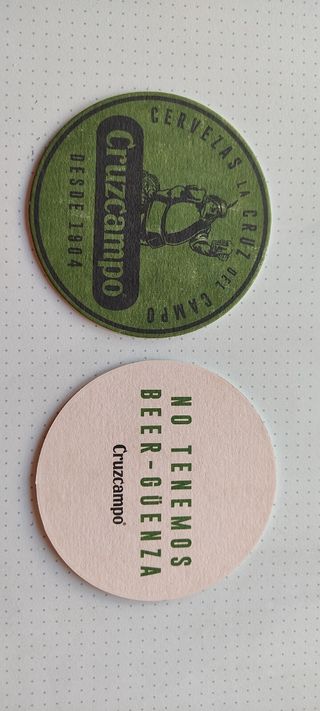 CERVEZAS LA CRUZ DEL CAMPO
Cruzcampo
DESDE 1904
NO TENEMOS
BEER-GÜENZA
Cruzcampo®